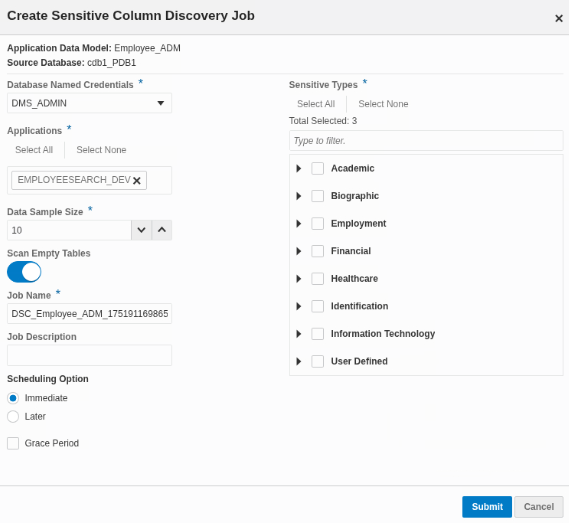 Create Sensitive Column Discovery Job
Application Data Model: Employee_ADM
Source Database: cdb1_PDB1
Database Named Credentials *
DMS_ADMIN
Applications *
Select All Select None
EMPLOYEESEARCH_DEV
Data Sample Size *
10
Scan Empty Tables
Job Name *
DSC_Employee_ADM_175191169865
Job Description
Scheduling Option
Immediate
Later
Grace Period
Sensitive Types *
Select All Select None
Total Selected: 3
Type to filter.
Academic
Biographic
Employment
Financial
Healthcare
Identification
Information Technology
User Defined
Submit Cancel